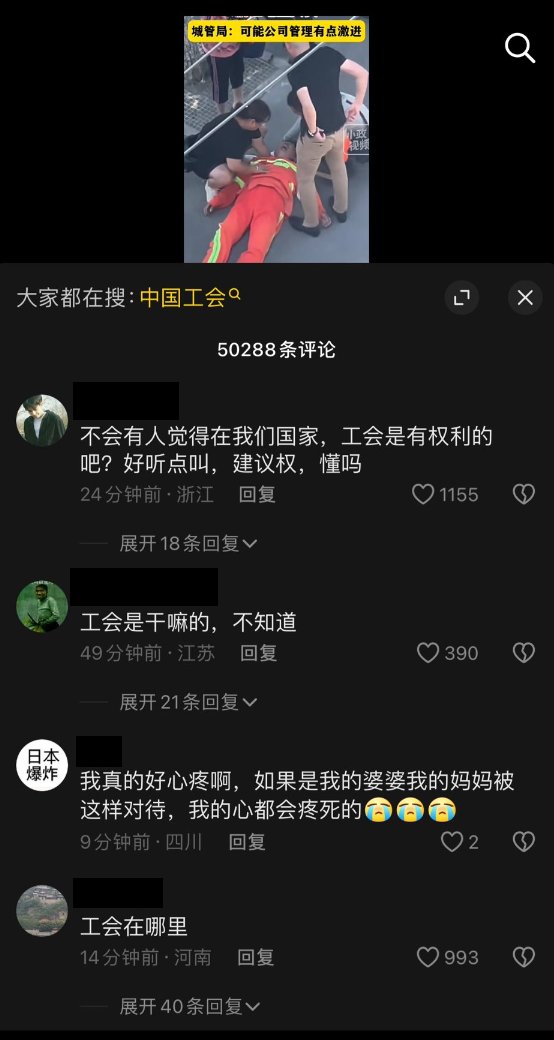 城管局：可能公司管理有点激进
小政
视频
大家都在搜：中国工会
50288条评论
不会有人觉得在我们国家，工会是有权利的
吧？好听点叫，建议权，懂吗
24分钟前·浙江 回复 1155
展开18条回复
工会是干嘛的，不知道
49分钟前·江苏 回复 390
展开21条回复
日本
爆炸
我真的好心疼啊，如果是我的婆婆我的妈妈被
这样对待，我的心都会疼死的😭😭😭
9分钟前·四川 回复 2
工会在哪里
14分钟前·河南 回复 993
展开40条回复